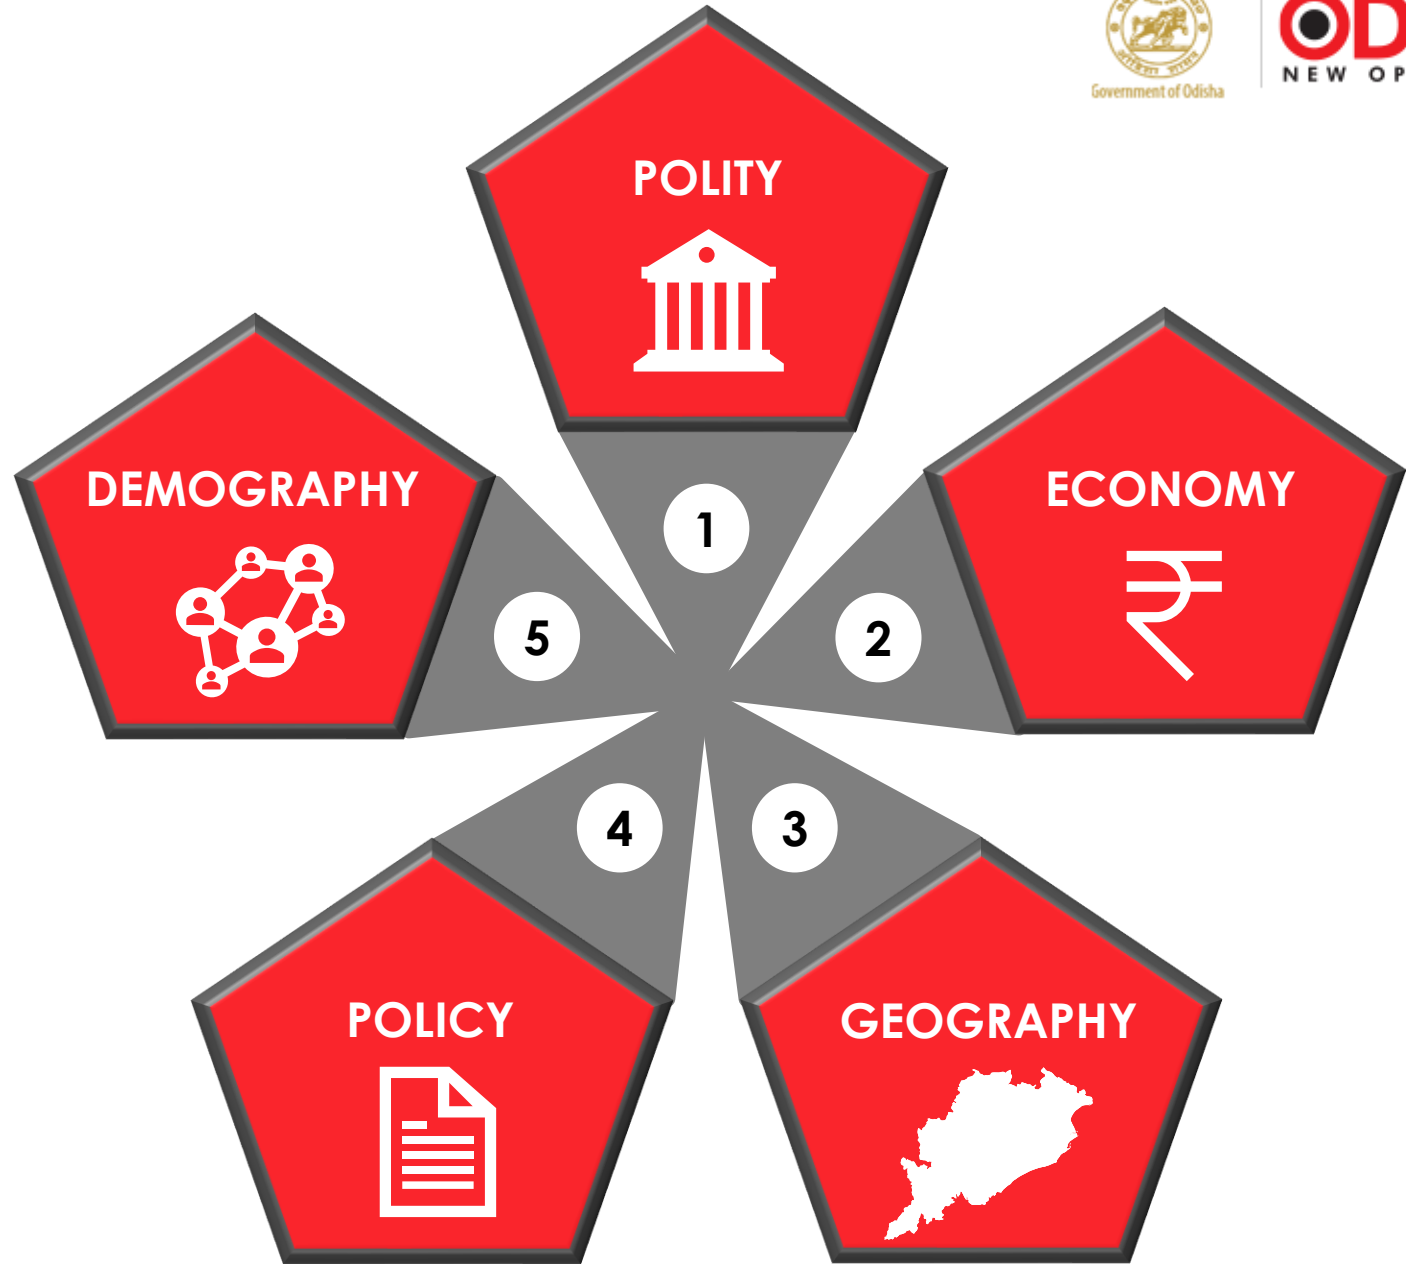 Government of Odisha
OD
NEW OP
POLITY
DEMOGRAPHY
ECONOMY
1
5
2
4
3
POLICY
GEOGRAPHY